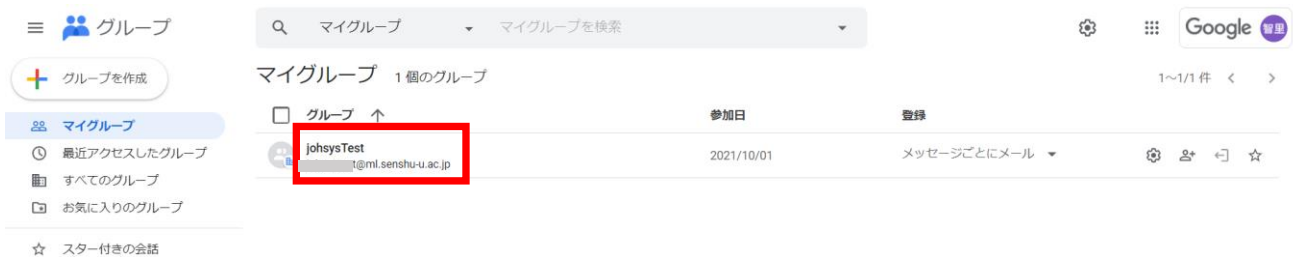 グループ
マイグループ
マイグループを検索
Google 智里
グループを作成
マイグループ 1 個のグループ
1～1/1 件
グループ 参加日 登録
マイグループ
最近アクセスしたグループ
すべてのグループ
お気に入りのグループ
スター付きの会話
johsysTest
t@ml.senshu-u.ac.jp
2021/10/01
メッセージごとにメール